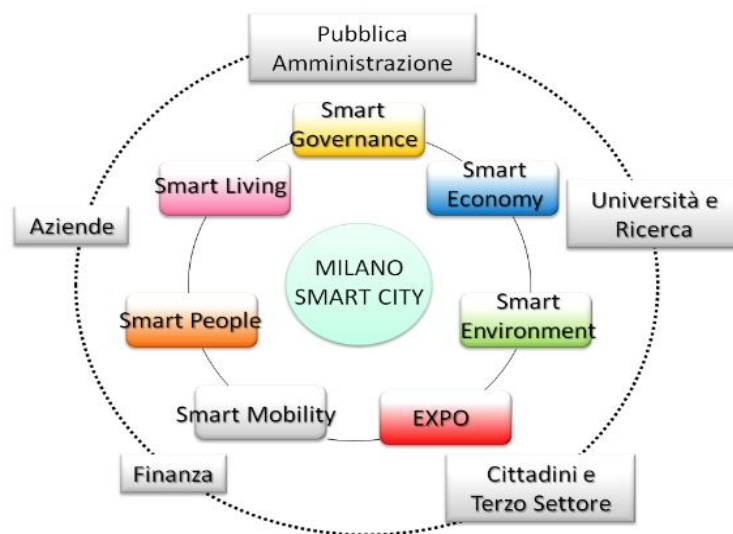 Pubblica
Amministrazione
Smart
Governance
Smart Living
Smart
Economy
Aziende
Università e
Ricerca
MILANO
SMART CITY
Smart People
Smart
Environment
Smart Mobility
EXPO
Finanza
Cittadini e
Terzo Settore